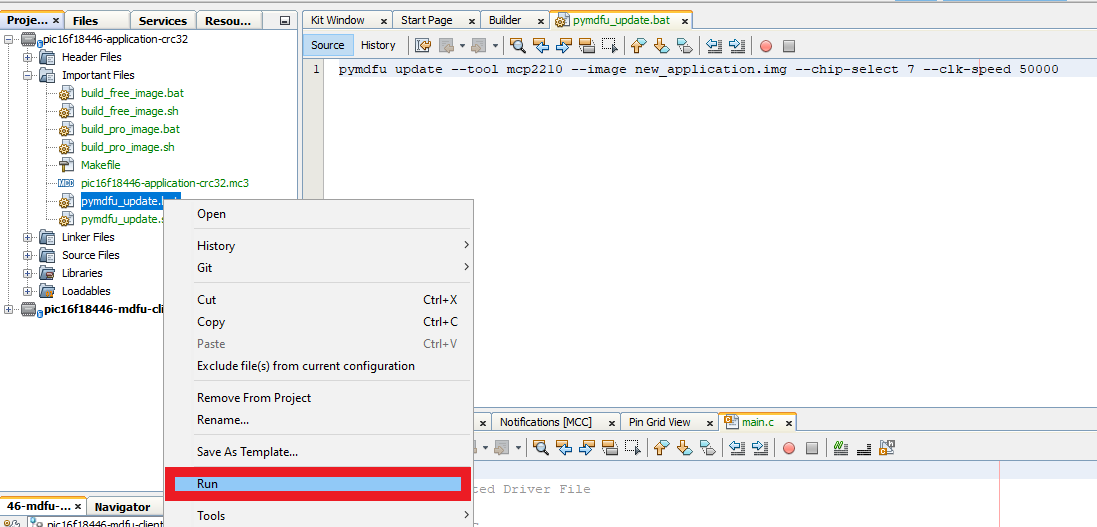 Proje...
Files
Services
Resou...
pic16f18446-application-crc32
Header Files
Important Files
build_free_image.bat
build_free_image.sh
build_pro_image.bat
build_pro_image.sh
Makefile
pic16f18446-application-crc32.mc3
pymdfu_update.
pymdfu_update.
Linker Files
Source Files
Libraries
Loadables
pic16f18446-mdfu-cli
Kit Window
Start Page
Builder
pymdfu_update.bat
Source
History
1 pymdfu update --tool mcp2210 --image new_application.img --chip-select 7 --clk-speed 50000
Open
History
Git
Cut Ctrl+X
Copy Ctrl+C
Paste Ctrl+V
Exclude file(s) from current configuration
Remove From Project
Rename...
Save As Template...
Run
Tools
Notifications [MCC]
Pin Grid View
main.c
ted Driver File
46-mdfu-...
Navigator
pic16f18446-mdfu-client